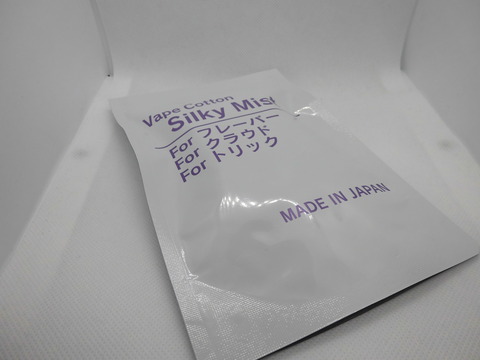 Vape Cotton
Silky Mist
For フレーバー
For クラウド
For トリック
MADE IN JAPAN